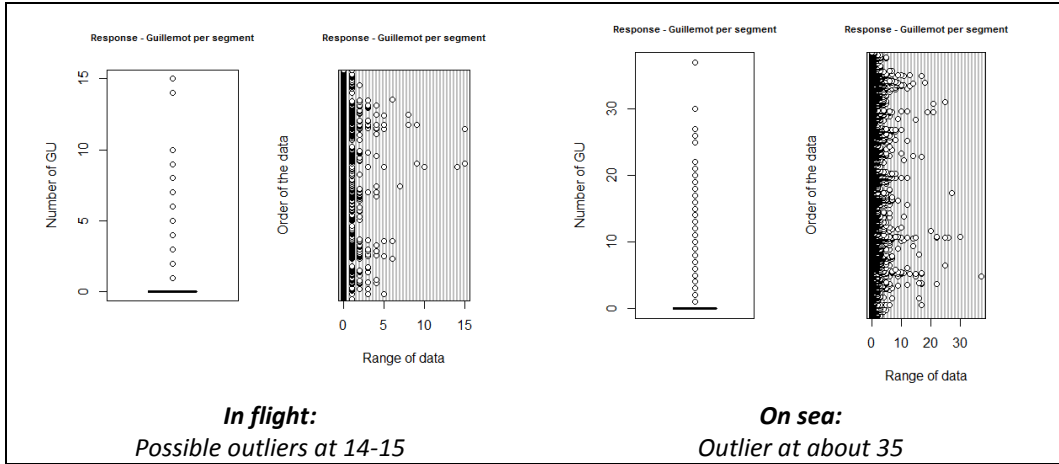 Response - Guillemot per segment
Number of GU
15
10
5
0
Response - Guillemot per segment
Order of the data
0 5 10 15
Range of data
In flight:
Possible outliers at 14-15
Response - Guillemot per segment
Number of GU
30
20
10
0
Response - Guillemot per segment
Order of the data
0 10 20 30
Range of data
On sea:
Outlier at about 35